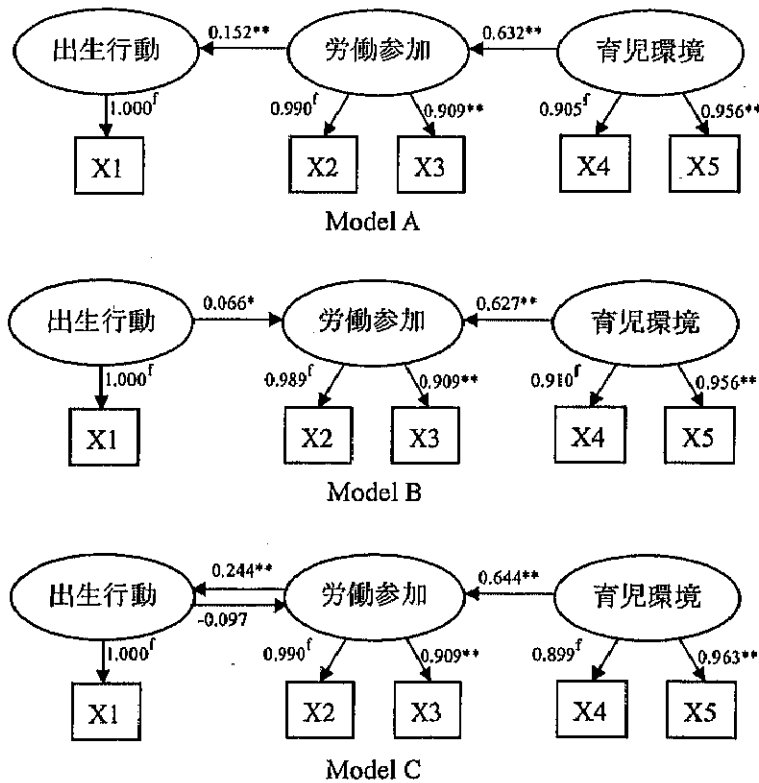 出生行動 0.152** 労働参加 0.632** 育児環境
1.000f 0.990f 0.909** 0.905f 0.956**
X1 X2 X3 X4 X5
Model A
出生行動 0.066* 労働参加 0.627** 育児環境
1.000f 0.989f 0.909** 0.910f 0.956**
X1 X2 X3 X4 X5
Model B
出生行動 0.244** -0.097 労働参加 0.644** 育児環境
1.000f 0.990f 0.909** 0.899f 0.963**
X1 X2 X3 X4 X5
Model C